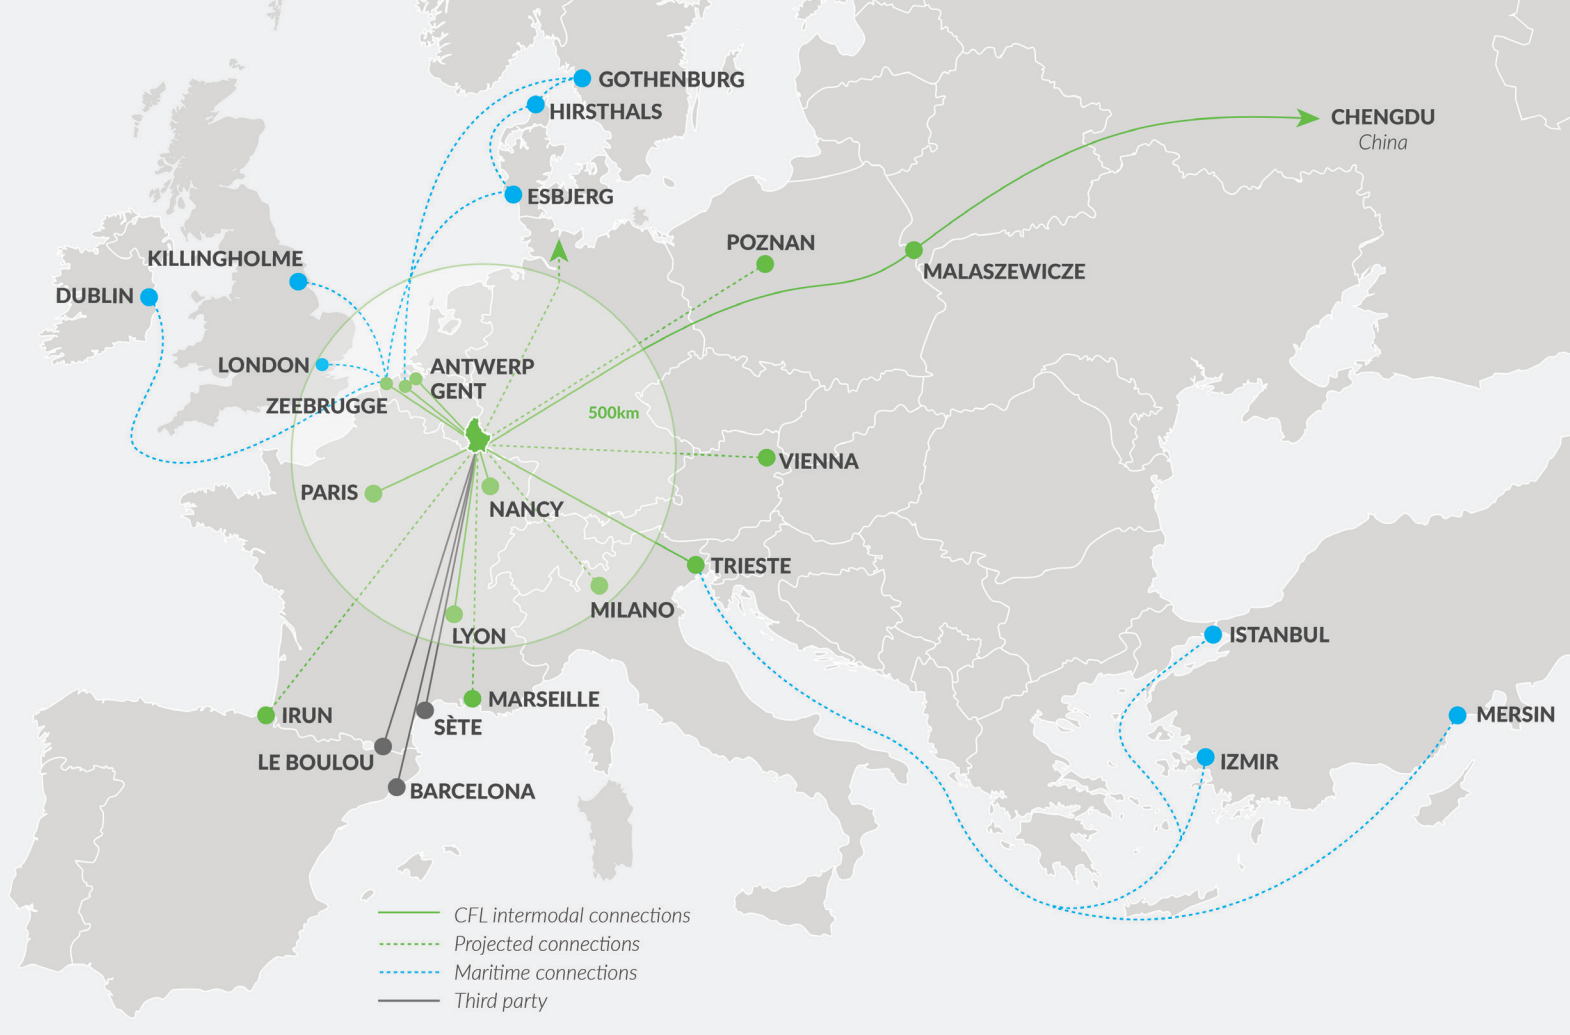 GOTHENBURG
HIRSTHALS
CHENGDU
China
ESBJERG
POZNAN
KILLINGHOLME
MALASZEWICZE
DUBLIN
LONDON
ANTWERP
GENT
ZEEBRUGGE
500km
VIENNA
PARIS
NANCY
TRIESTE
MILANO
LYON
ISTANBUL
MARSEILLE
IRUN
SÈTE
MERSIN
LE BOULOU
IZMIR
BARCELONA
CFL intermodal connections
Projected connections
Maritime connections
Third party